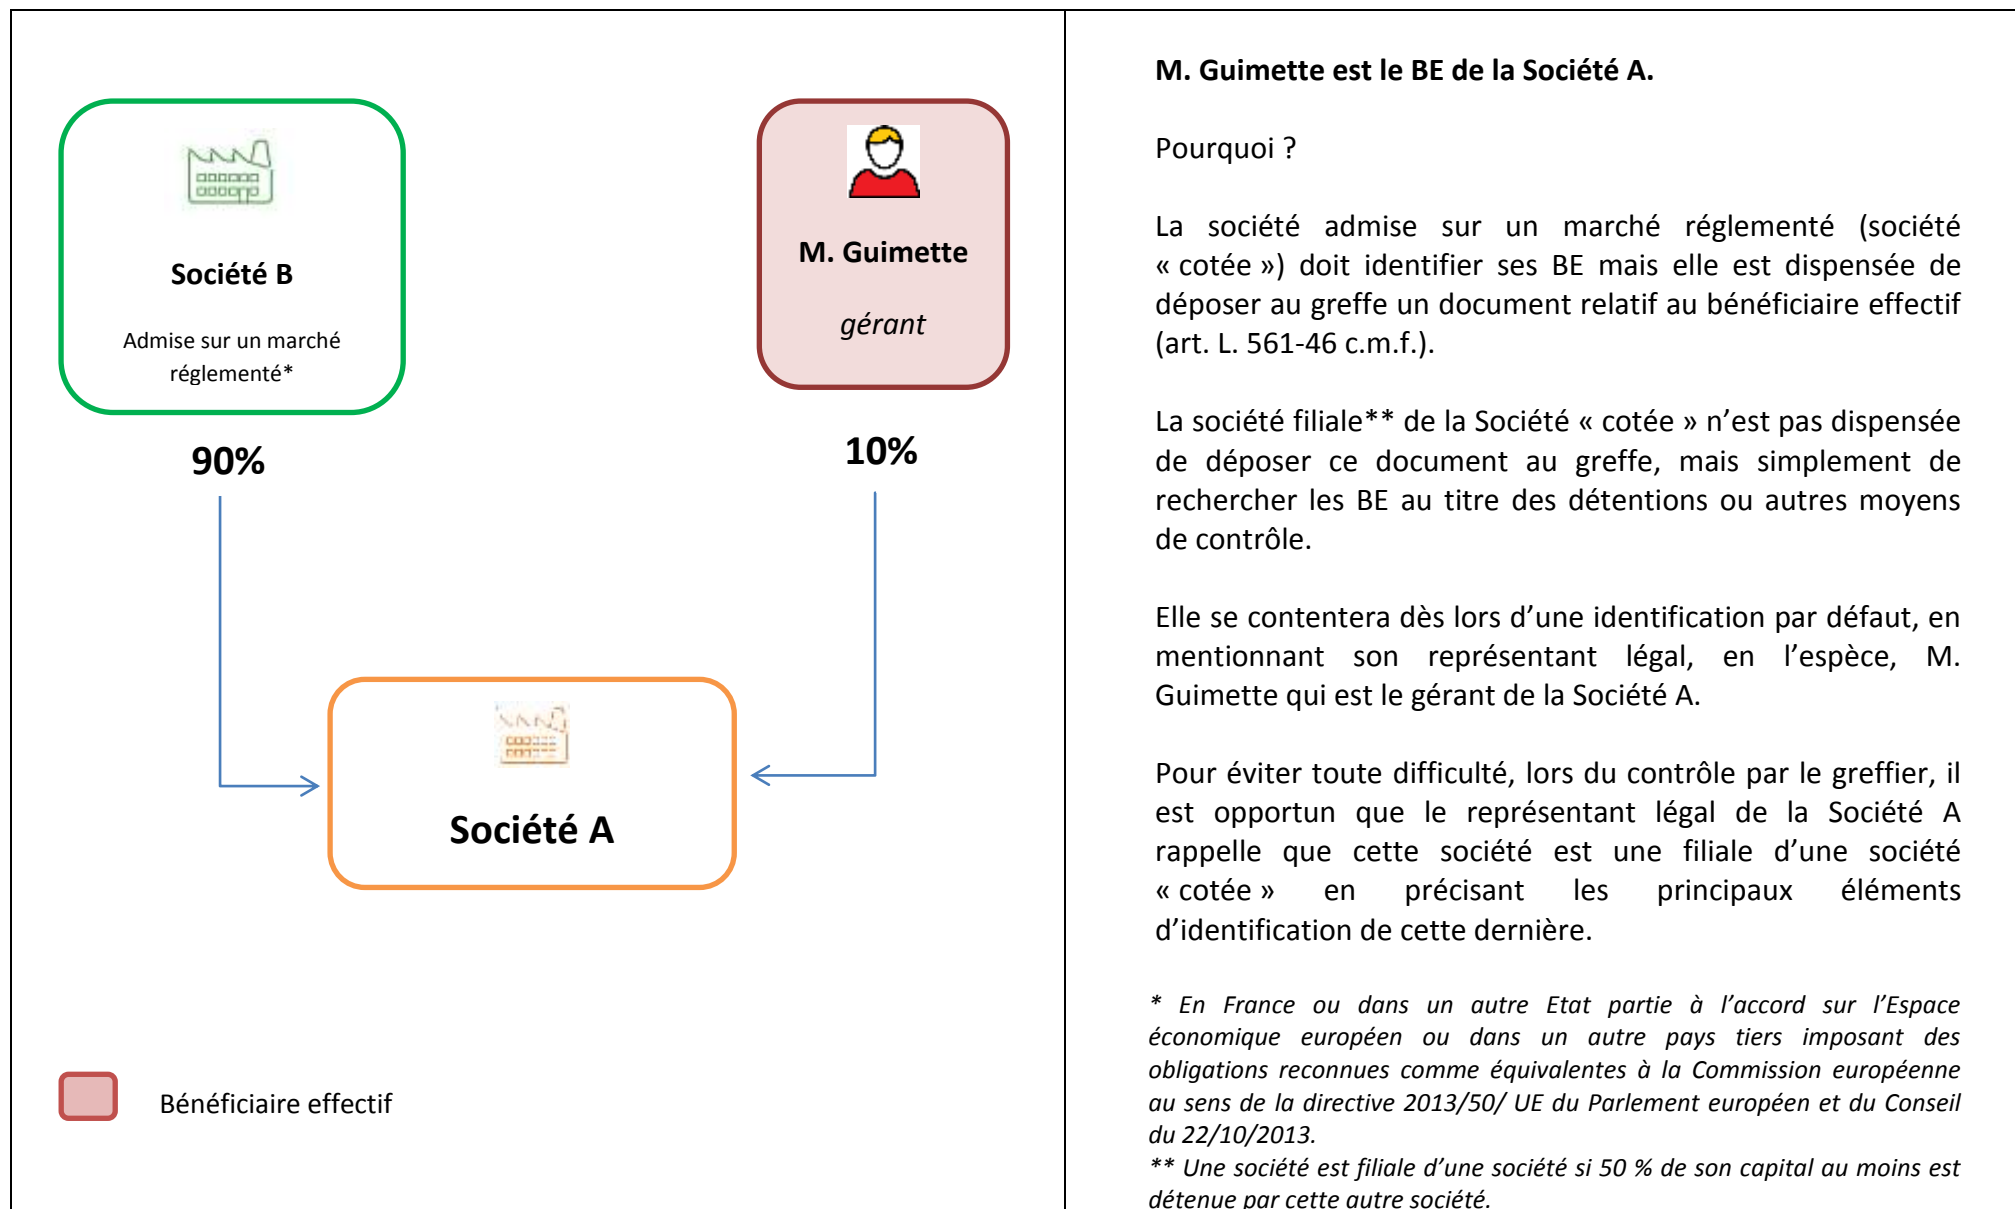 Société B
Admise sur un marché
réglementé*
90%
M. Guimette
gérant
10%
Société A
Bénéficiaire effectif
M. Guimette est le BE de la Société A.
Pourquoi ?
La société admise sur un marché réglementé (société
« cotée ») doit identifier ses BE mais elle est dispensée de
déposer au greffe un document relatif au bénéficiaire effectif
(art. L. 561-46 c.m.f.).
La société filiale** de la Société « cotée » n’est pas dispensée
de déposer ce document au greffe, mais simplement de
rechercher les BE au titre des détentions ou autres moyens
de contrôle.
Elle se contentera dès lors d’une identification par défaut, en
mentionnant son représentant légal, en l’espèce, M.
Guimette qui est le gérant de la Société A.
Pour éviter toute difficulté, lors du contrôle par le greffier, il
est opportun que le représentant légal de la Société A
rappelle que cette société est une filiale d’une société
« cotée » en précisant les principaux éléments
d’identification de cette dernière.
* En France ou dans un autre Etat partie à l’accord sur l’Espace
économique européen ou dans un autre pays tiers imposant des
obligations reconnues comme équivalentes à la Commission européenne
au sens de la directive 2013/50/ UE du Parlement européen et du Conseil
du 22/10/2013.
** Une société est filiale d’une société si 50 % de son capital au moins est
détenue par cette autre société.